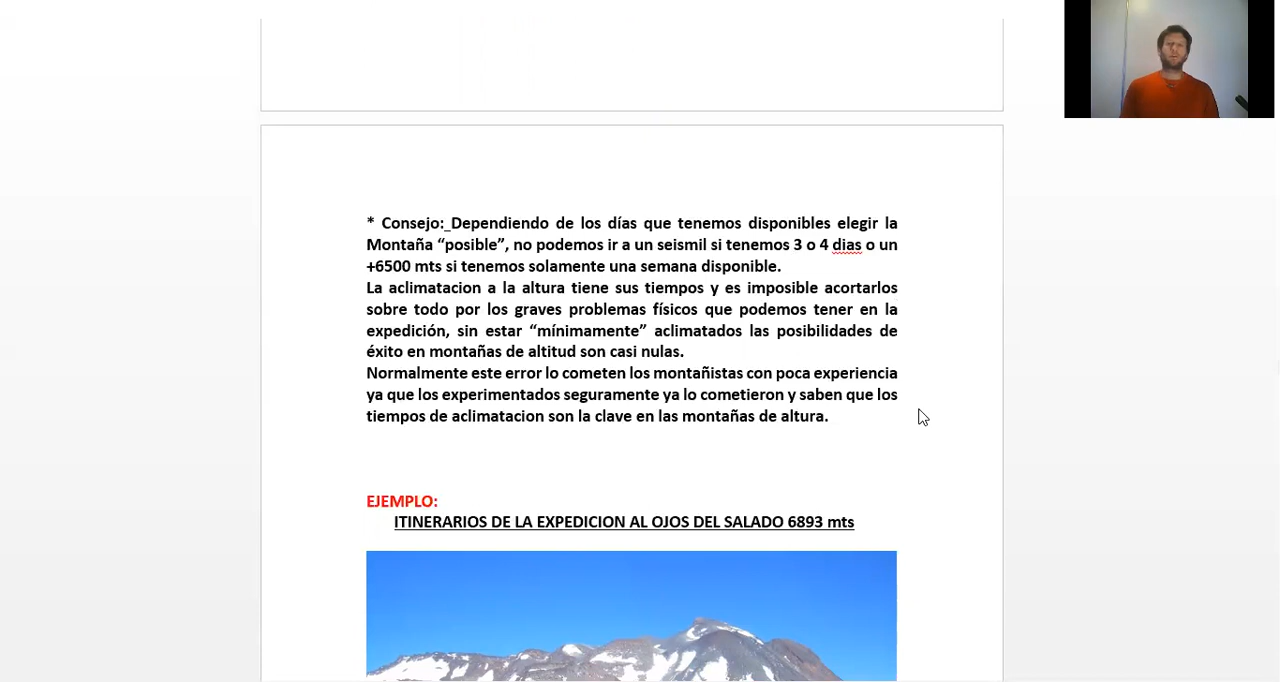 * Consejo: Dependiendo de los días que tenemos disponibles elegir la
Montaña “posible”, no podemos ir a un seismil si tenemos 3 o 4 dias o un
+6500 mts si tenemos solamente una semana disponible.
La aclimatacion a la altura tiene sus tiempos y es imposible acortarlos
sobre todo por los graves problemas físicos que podemos tener en la
expedición, sin estar “mínimamente” aclimatados las posibilidades de
éxito en montañas de altitud son casi nulas.
Normalmente este error lo cometen los montañistas con poca experiencia
ya que los experimentados seguramente ya lo cometieron y saben que los
tiempos de aclimatacion son la clave en las montañas de altura.
EJEMPLO:
ITINERARIOS DE LA EXPEDICION AL OJOS DEL SALADO 6893 mts